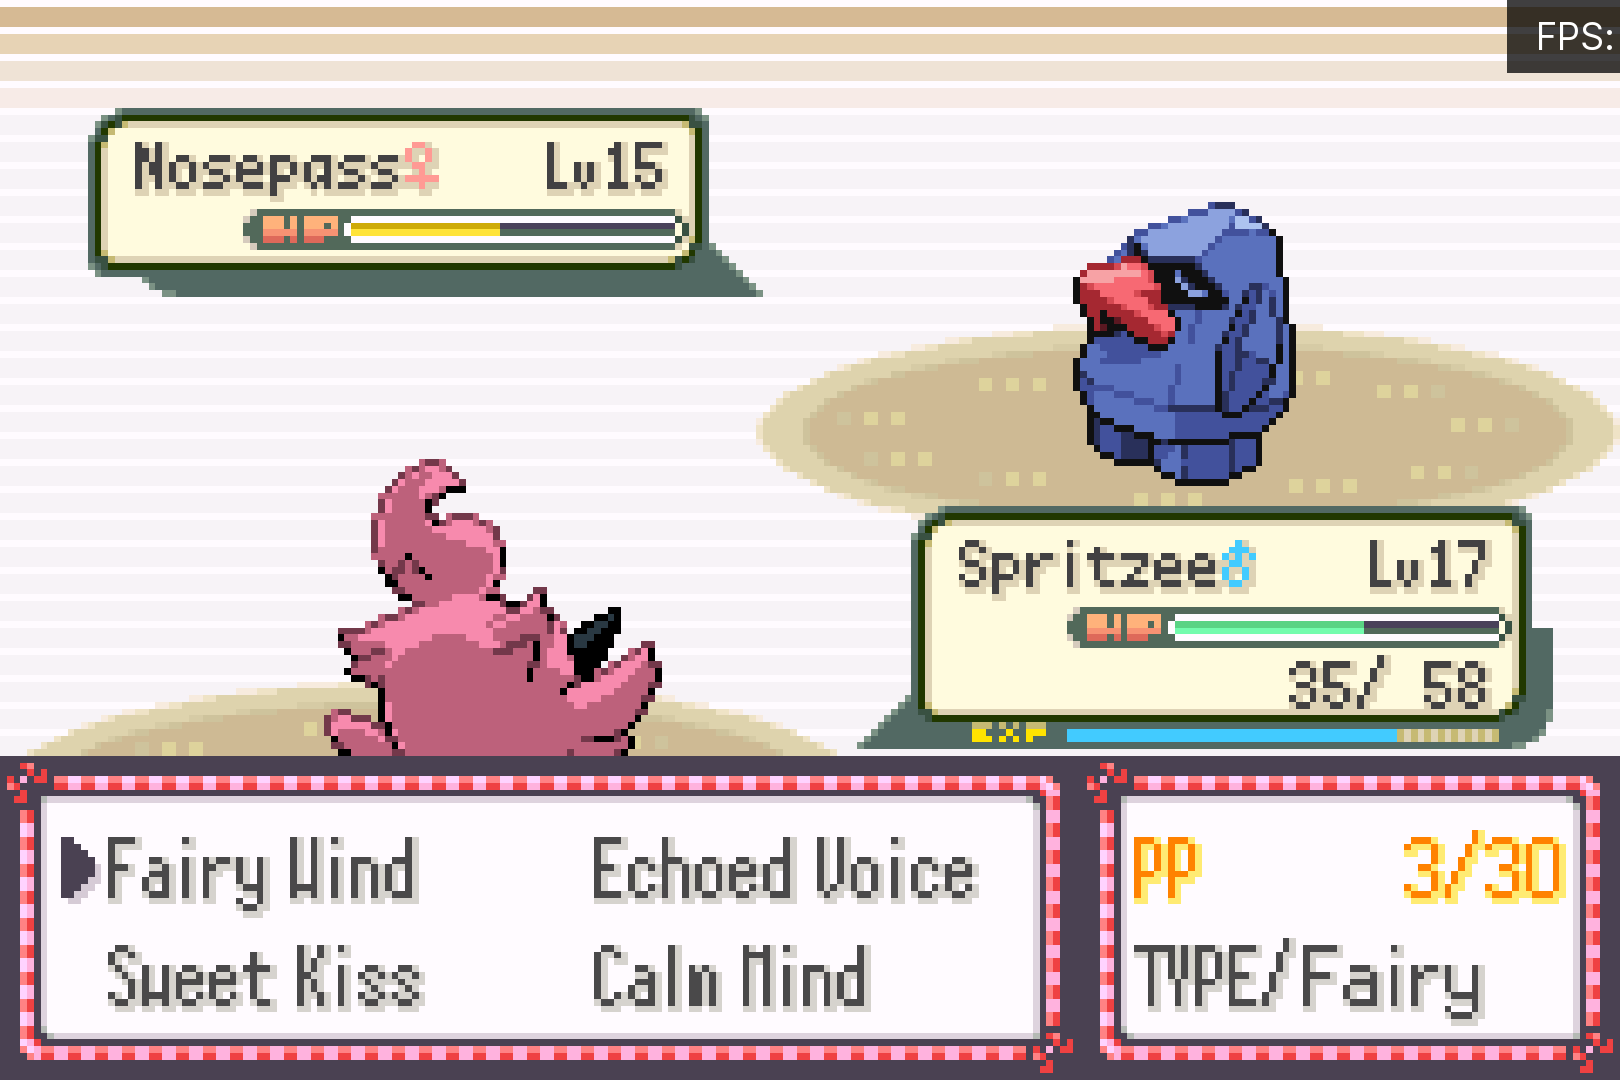 FPS:
Nosepass♀ Lv15
HP
Spritzee♂ Lv17
HP
35/ 58
EXP
▶Fairy Wind Echoed Voice
Sweet Kiss Calm Mind
PP 3/30
TYPE/Fairy